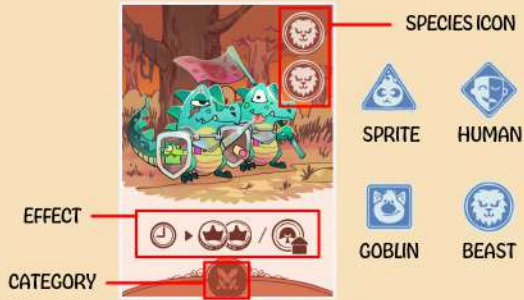 SPECIES ICON
SPRITE HUMAN
EFFECT
GOBLIN BEAST
CATEGORY